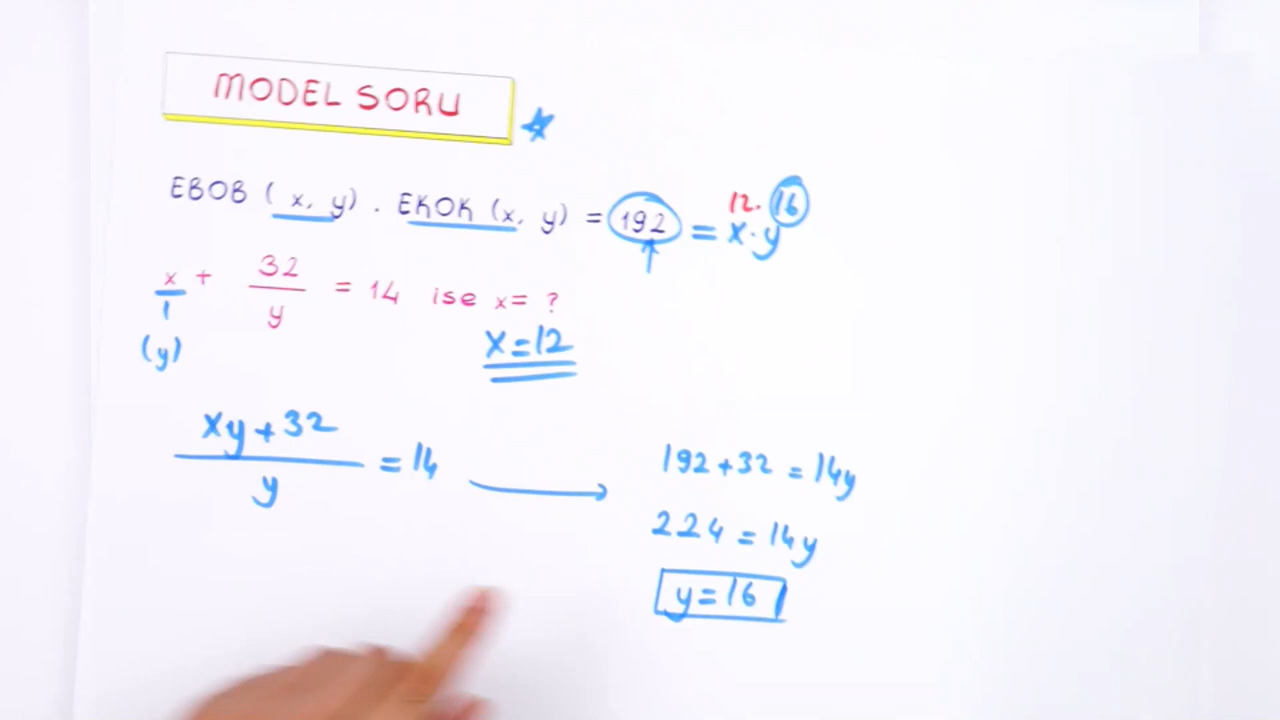 MODEL SORU
EBOB ( x, y) . EKOK (x, y) = 192 = x.y
12. 16
x/1 + 32/y = 14 ise x= ?
(y)
x=12
xy+32/y = 14
192+32 = 14y
224 = 14y
y=16